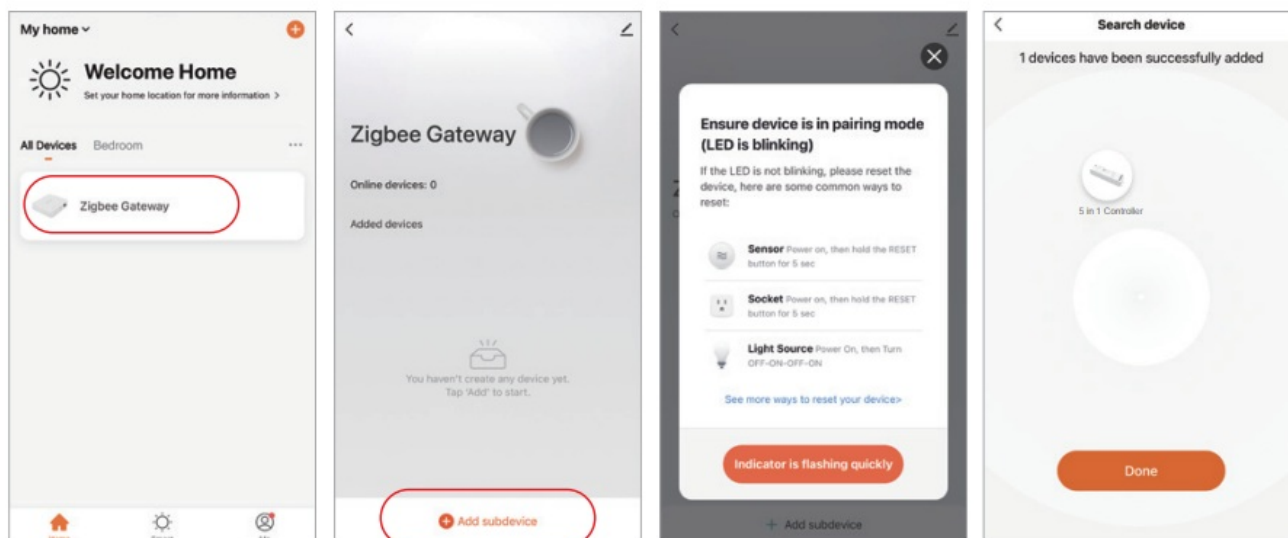 My home
Welcome Home
Set your home location for more information >
All Devices Bedroom ...
Zigbee Gateway
Home
Smart
Me
Zigbee Gateway
Online devices: 0
Added devices
You haven't create any device yet.
Tap 'Add' to start.
Add subdevice
Ensure device is in pairing mode
(LED is blinking)
If the LED is not blinking, please reset the
device, here are some common ways to
reset:
Sensor Power on, then hold the RESET
button for 5 sec
Socket Power on, then hold the RESET
button for 5 sec
Light Source Power On, then Turn
OFF-ON-OFF-ON
See more ways to reset your device>
Indicator is flashing quickly
+ Add subdevice
Search device
1 devices have been successfully added
5 in 1 Controller
Done